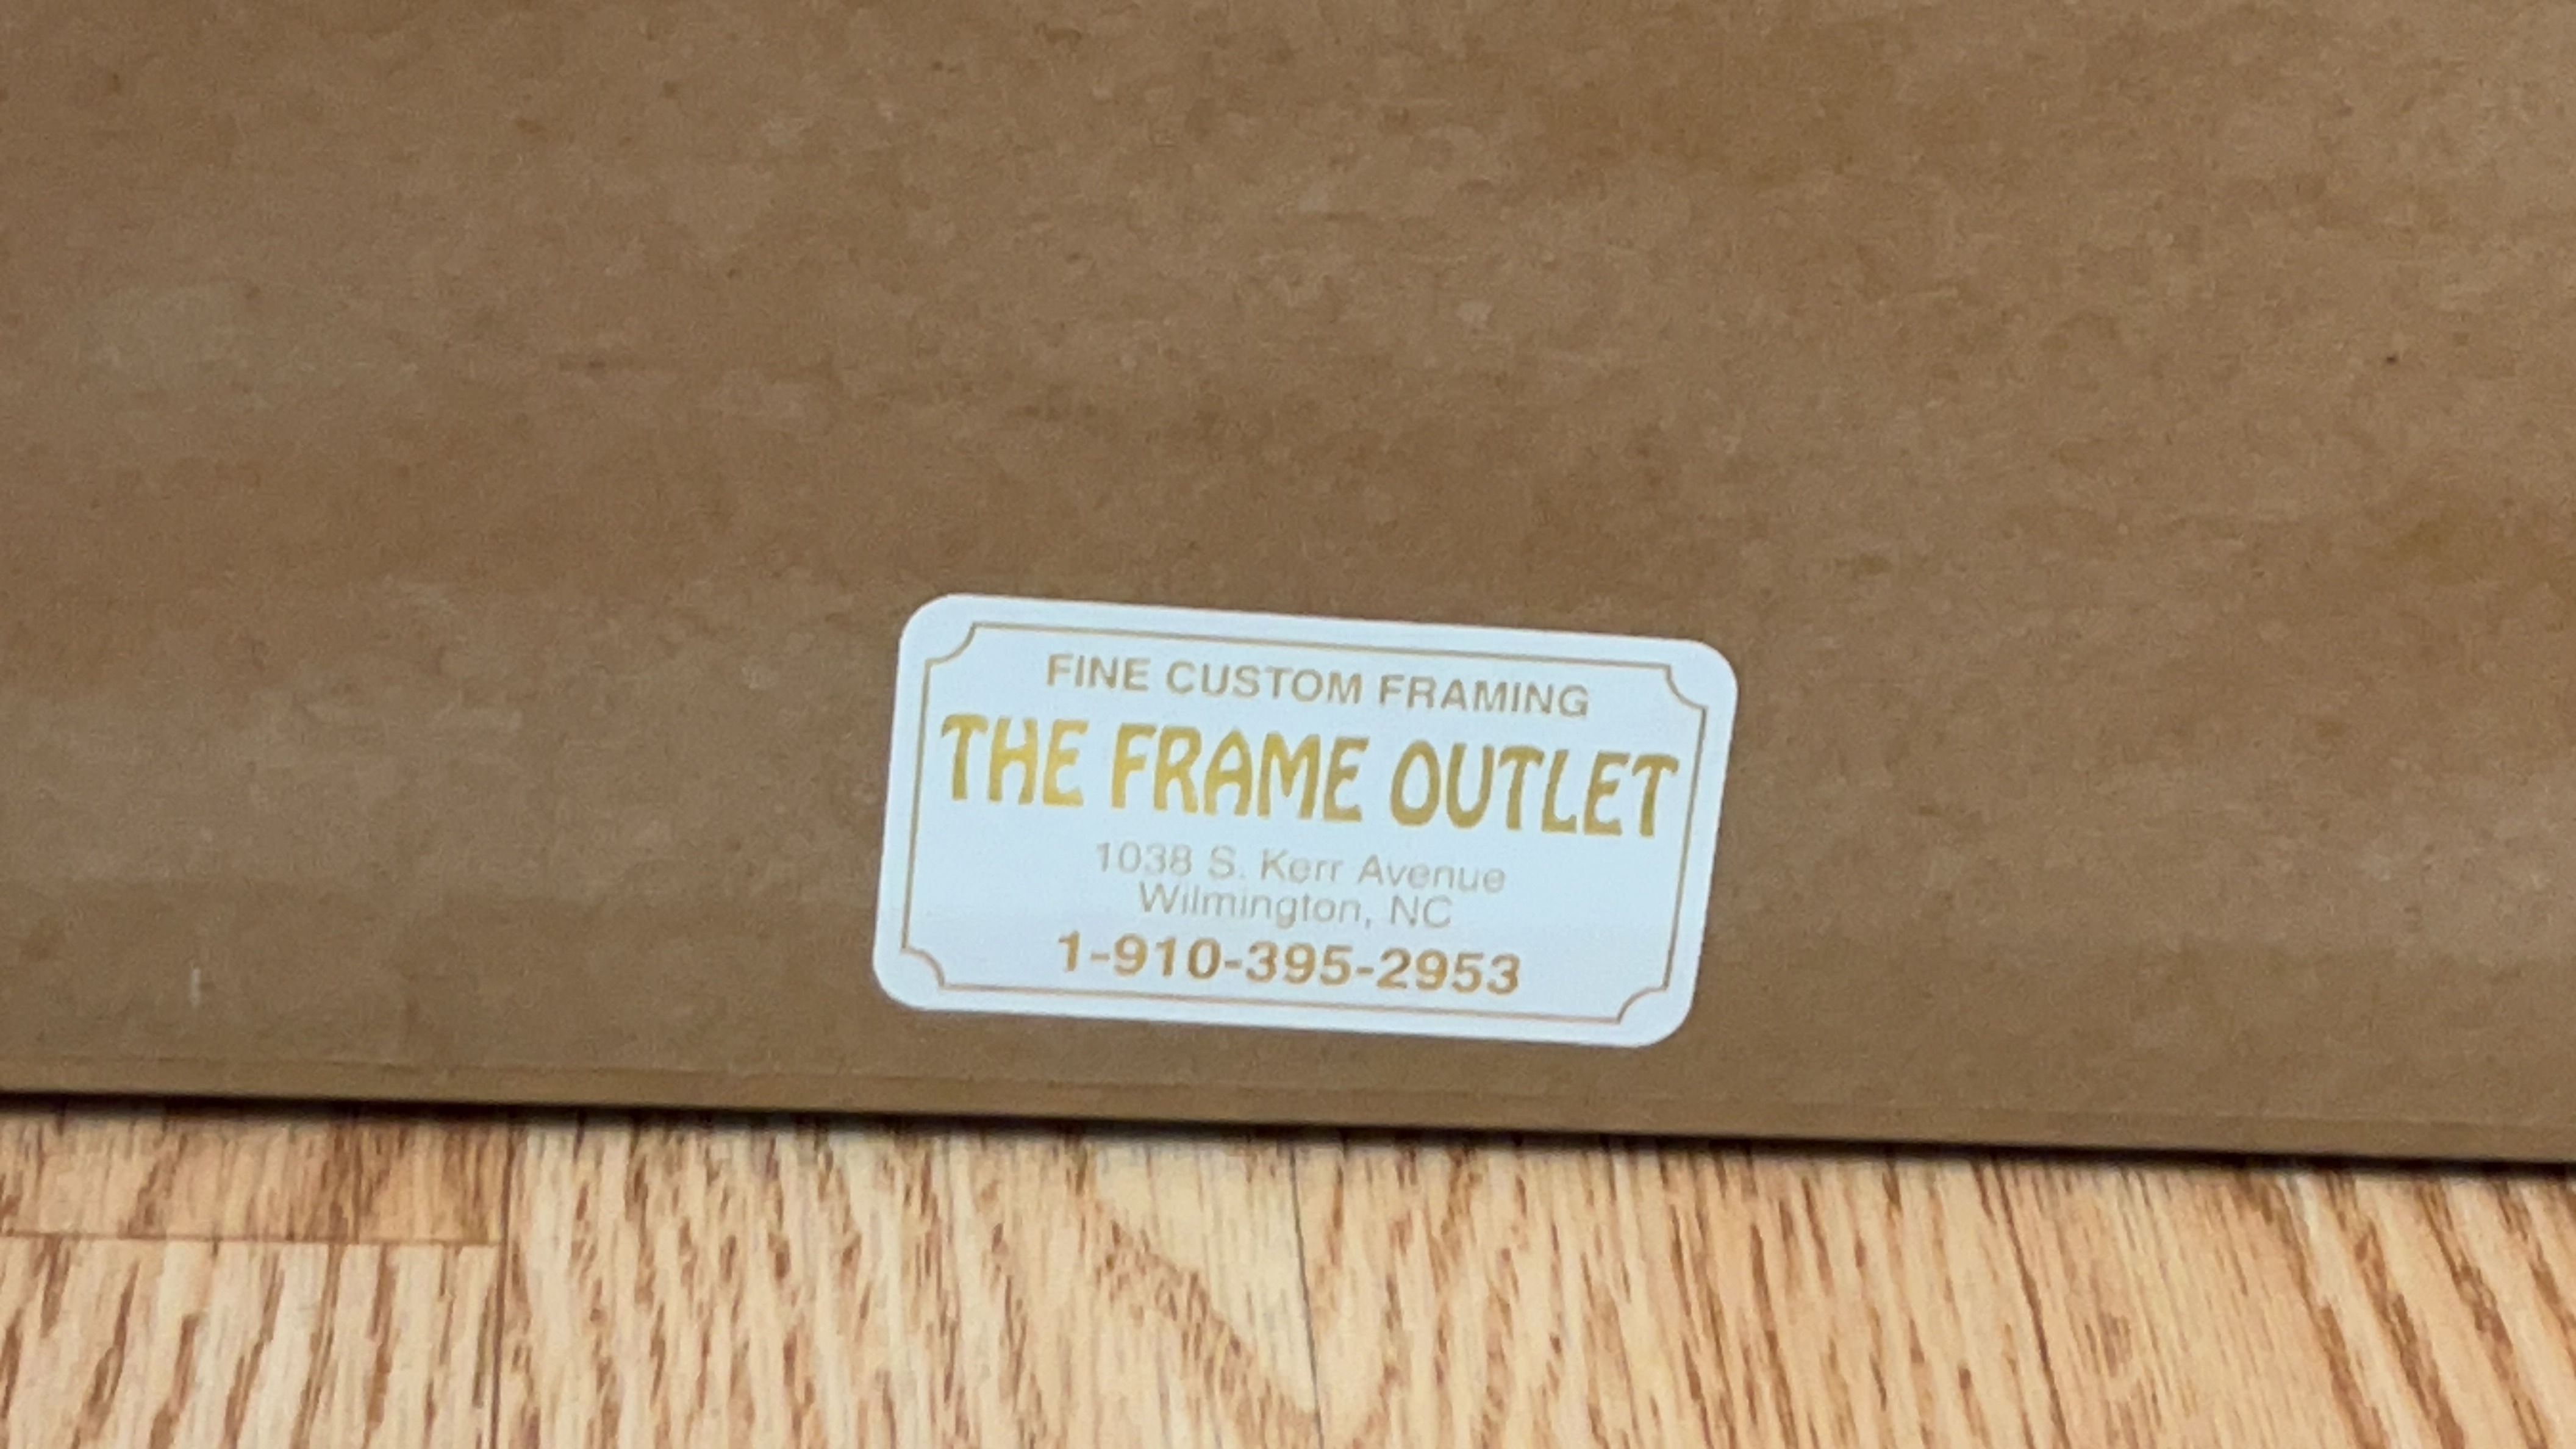 FINE CUSTOM FRAMING
THE FRAME OUTLET
1038 S. Kerr Avenue
Wilmington, NC
1-910-395-2953